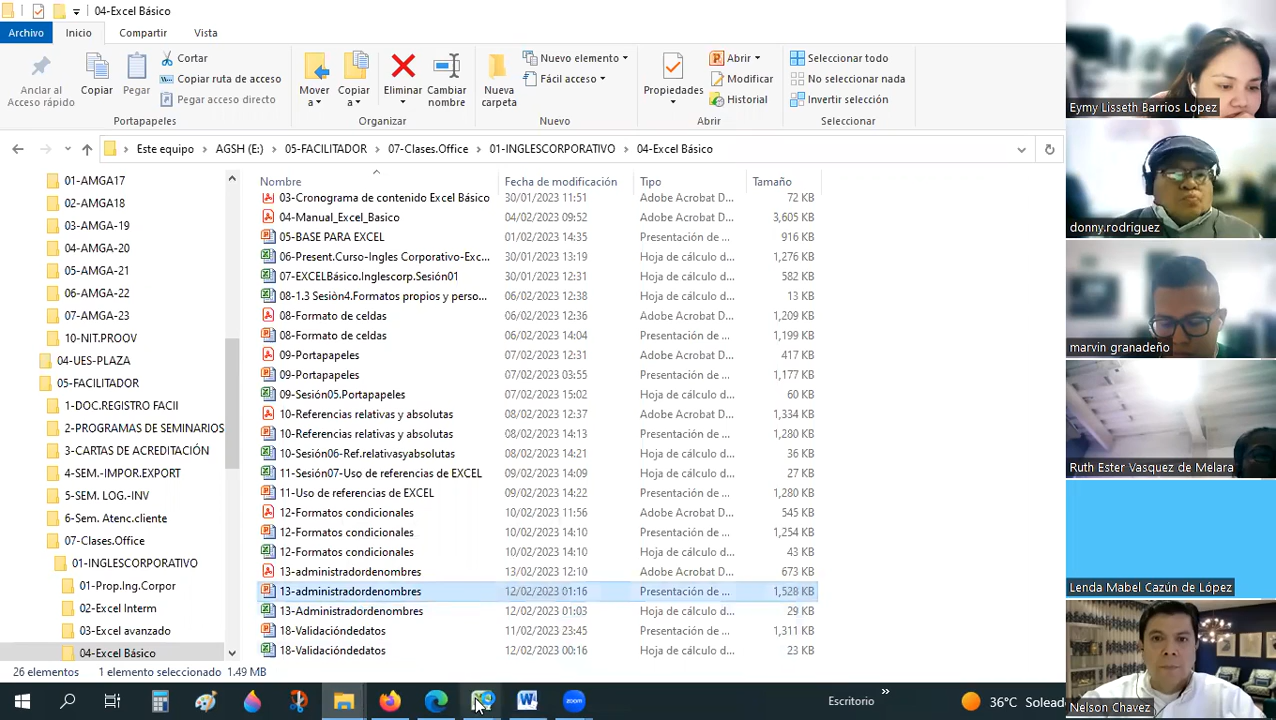 04-Excel Básico
Archivo Inicio Compartir Vista
Anclar al Acceso rápido
Copiar
Pegar
Cortar
Copiar ruta de acceso
Pegar acceso directo
Portapapeles
Mover a
Copiar a
Eliminar
Cambiar nombre
Organizar
Nueva carpeta
Nuevo elemento
Fácil acceso
Nuevo
Propiedades
Abrir
Modificar
Historial
Abrir
Seleccionar todo
No seleccionar nada
Invertir selección
Seleccionar
Este equipo > AGSH (E:) > 05-FACILITADOR > 07-Clases.Office > 01-INGLESCORPORATIVO > 04-Excel Básico
01-AMGA17
02-AMGA18
03-AMGA-19
04-AMGA-20
05-AMGA-21
06-AMGA-22
07-AMGA-23
10-NIT.PROOV
04-UES-PLAZA
05-FACILITADOR
1-DOC.REGISTRO FACII
2-PROGRAMAS DE SEMINARIOS
3-CARTAS DE ACREDITACIÓN
4-SEM.-IMPOR.EXPORT
5-SEM. LOG.-INV
6-Sem. Atenc.cliente
07-Clases.Office
01-INGLESCORPORATIVO
01-Prop.Ing.Corpor
02-Excel Interm
03-Excel avanzado
04-Excel Básico
Nombre Fecha de modificación Tipo Tamaño
03-Cronograma de contenido Excel Básico 30/01/2023 11:51 Adobe Acrobat D... 72 KB
04-Manual_Excel_Basico 04/02/2023 09:52 Adobe Acrobat D... 3,605 KB
05-BASE PARA EXCEL 01/02/2023 14:35 Presentación de ... 916 KB
06-Present.Curso-Ingles Corporativo-Exc... 30/01/2023 13:19 Hoja de cálculo d... 1,276 KB
07-EXCELBásico.Inglescorp.Sesión01 30/01/2023 12:31 Hoja de cálculo d... 582 KB
08-1.3 Sesiòn4.Formatos propios y perso... 06/02/2023 12:38 Hoja de cálculo d... 13 KB
08-Formato de celdas 06/02/2023 12:36 Adobe Acrobat D... 1,209 KB
08-Formato de celdas 06/02/2023 14:04 Presentación de ... 1,199 KB
09-Portapapeles 07/02/2023 12:31 Adobe Acrobat D... 417 KB
09-Portapapeles 07/02/2023 03:55 Presentación de ... 1,177 KB
09-Sesión05.Portapapeles 07/02/2023 15:02 Hoja de cálculo d... 60 KB
10-Referencias relativas y absolutas 08/02/2023 12:37 Adobe Acrobat D... 1,334 KB
10-Referencias relativas y absolutas 08/02/2023 14:13 Presentación de ... 1,280 KB
10-Sesión06-Ref.relativasyabsolutas 08/02/2023 14:21 Hoja de cálculo d... 36 KB
11-Sesión07-Uso de referencias de EXCEL 09/02/2023 14:09 Hoja de cálculo d... 27 KB
11-Uso de referencias de EXCEL 09/02/2023 14:22 Presentación de ... 1,280 KB
12-Formatos condicionales 10/02/2023 11:56 Adobe Acrobat D... 545 KB
12-Formatos condicionales 10/02/2023 14:10 Presentación de ... 1,254 KB
12-Formatos condicionales 10/02/2023 14:10 Hoja de cálculo d... 43 KB
13-administradordenombres 13/02/2023 12:10 Adobe Acrobat D... 673 KB
13-administradordenombres 12/02/2023 01:16 Presentación de ... 1,528 KB
13-Administradordenombres 12/02/2023 01:03 Hoja de cálculo d... 29 KB
18-Validacióndedatos 11/02/2023 23:45 Presentación de ... 1,311 KB
18-Validacióndedatos 12/02/2023 00:16 Hoja de cálculo d... 23 KB
26 elementos 1 elemento seleccionado 1.49 MB
zoom
Escritorio
»
36°C Solead
Eymy Lisseth Barrios Lopez
donny.rodriguez
marvin granadeño
Ruth Ester Vasquez de Melara
Lenda Mabel Cazún de López
Nelson Chavez